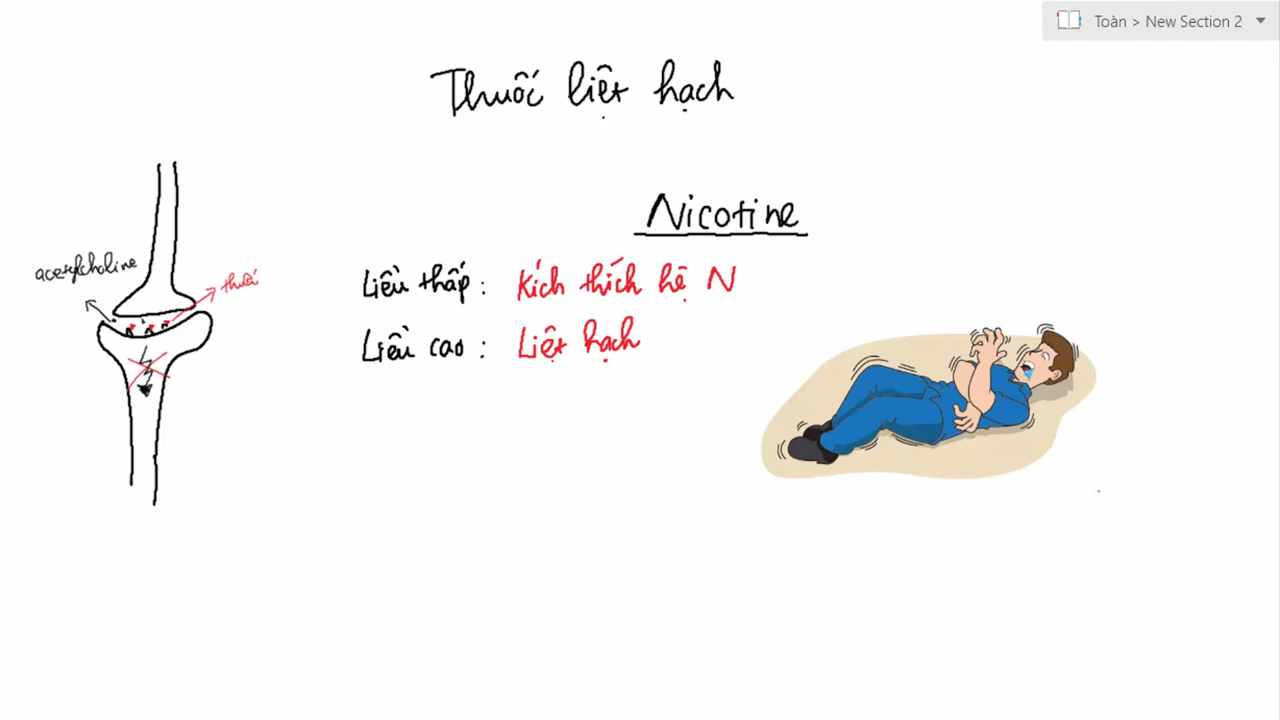 Toàn > New Section 2
Thuốc liệt hạch
Nicotine
acetylcholine
thuốc
Liều thấp : Kích thích hệ N
Liều cao : Liệt hạch